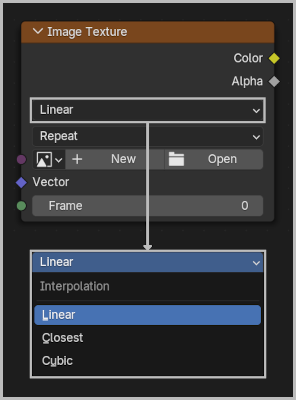 Image Texture
Color
Alpha
Linear
Repeat
New Open
Vector
Frame 0
Linear
Interpolation
Linear
Closest
Cubic